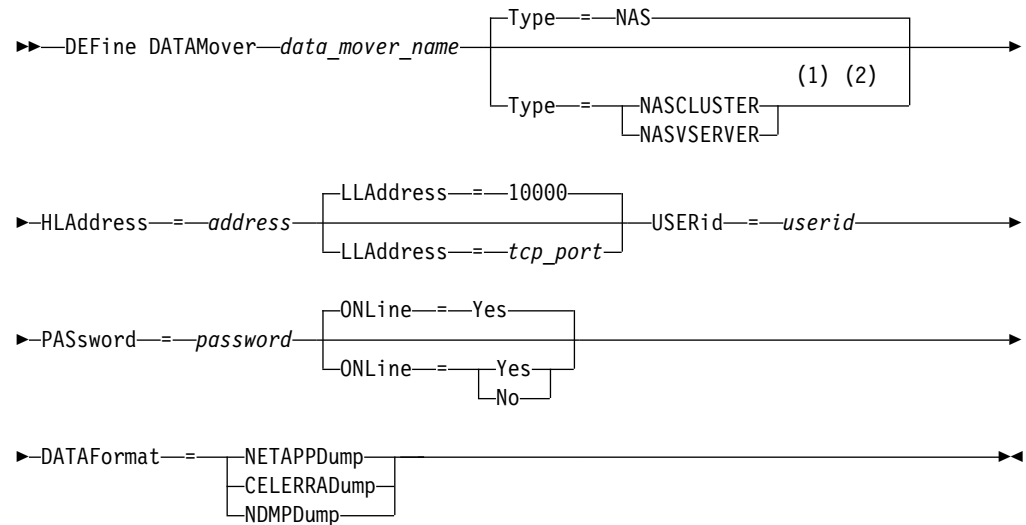 Type = NAS
DEFine DATAMover data_mover_name
(1) (2)
Type = NASCLUSTER
NASVSERVER
LLAddress = 10000
HLAddress = address USERid = userid
LLAddress = tcp_port
ONLine = Yes
PASsword = password
ONLine = Yes
No
DATAFormat = NETAPPDump
CELERRADump
NDMPDump